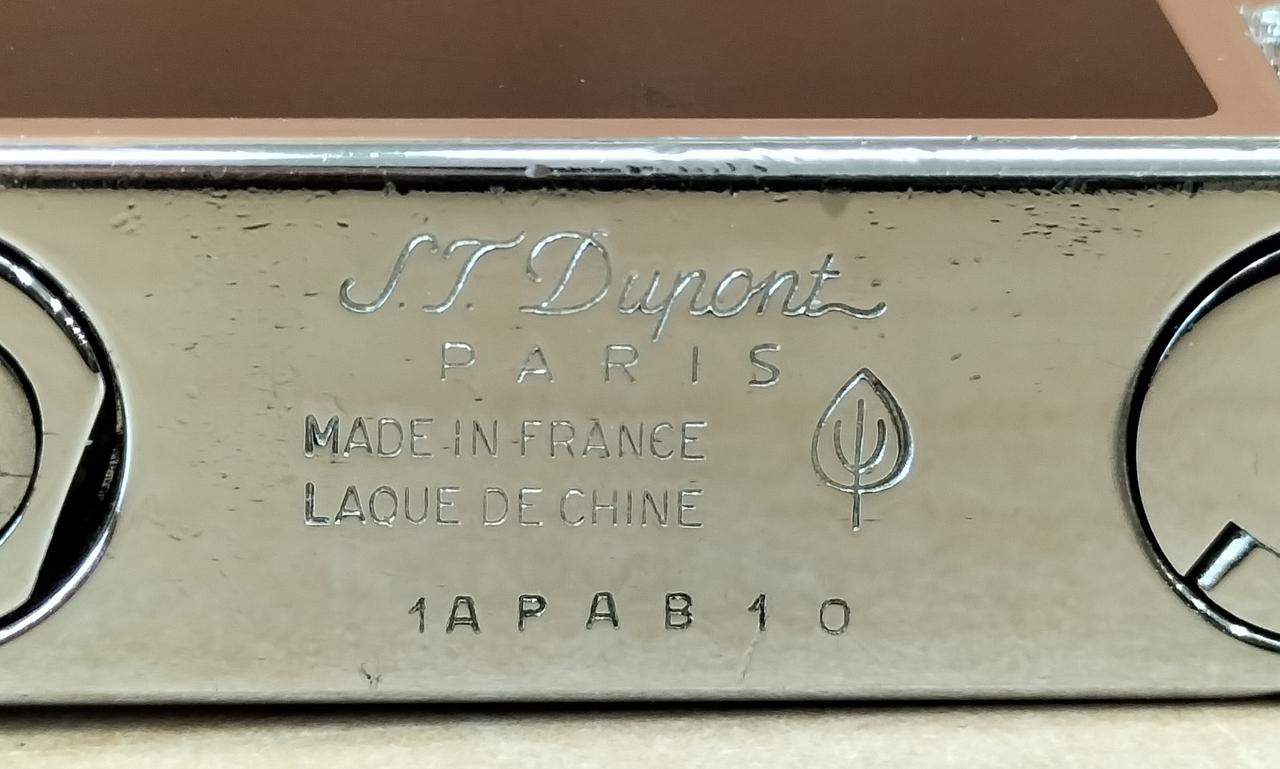 S.T. Dupont
PARIS
MADE-IN-FRANCE
LAQUE DE CHINE
1APAB10